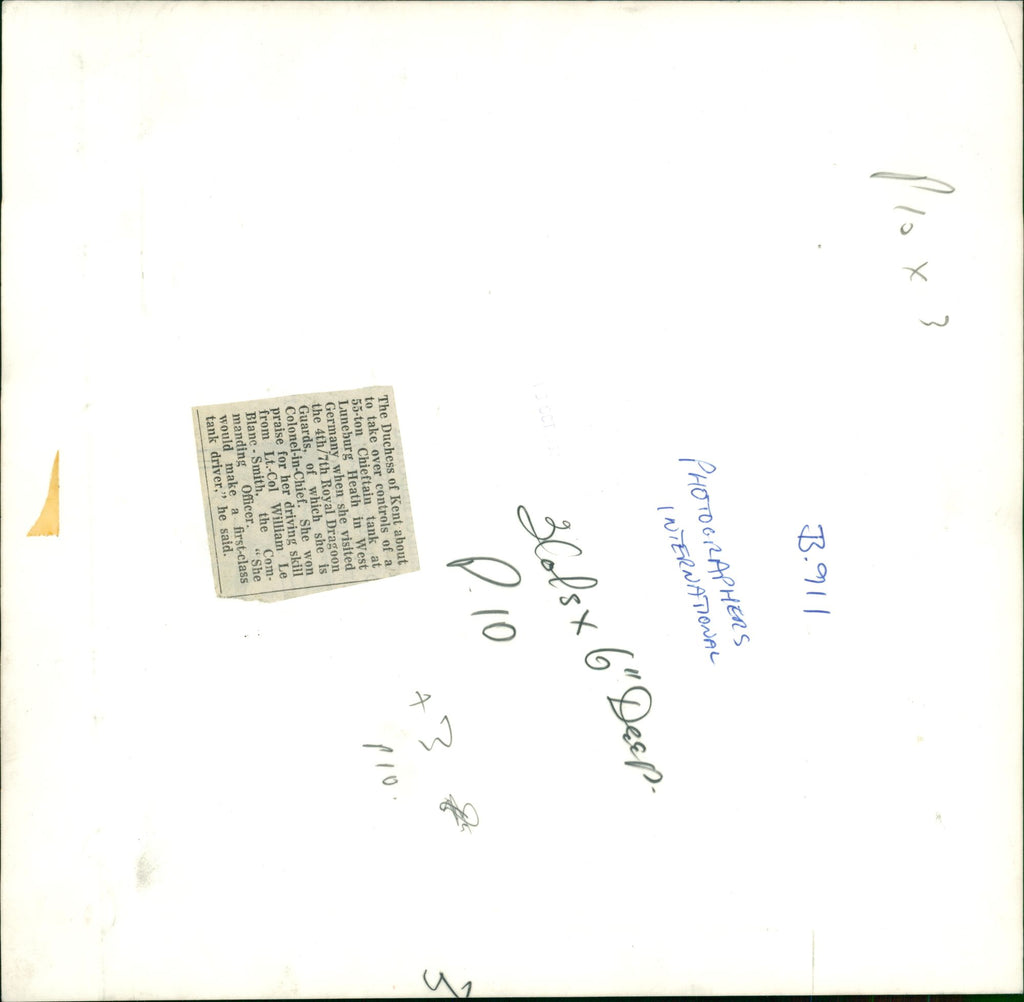 P10 x 3
B.911
PHOTOGRAPHERS
INTERNATIONAL
2Cols x 6" Deep.
P.10
x 3
P10.
3
The Duchess of Kent about
to take over controls of a
55-ton Chieftain tank at
Luneburg Heath in West
Germany when she visited
the 4th/7th Royal Dragoon
Guards, of which she is
Colonel-in-Chief. She won
praise for her driving skill
from Lt.-Col William Le
Blanc-Smith, the Com-
manding Officer. "She
would make a first-class
tank driver," he said.